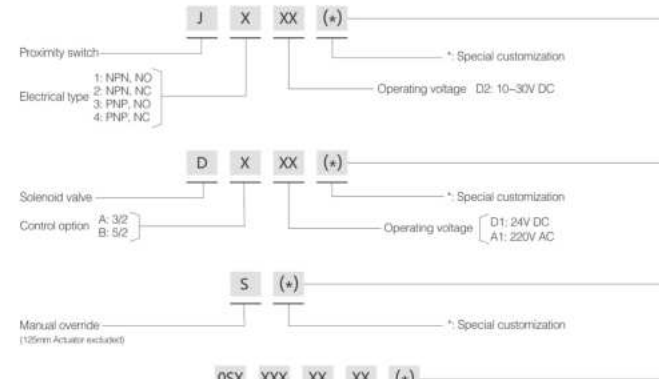 J X XX (*)
Proximity switch
*: Special customization
Electrical type
1: NPN, NO
2: NPN, NC
3: PNP, NO
4: PNP, NC
Operating voltage D2: 10~30V DC
D X XX (*)
Solenoid valve
*: Special customization
Control option
A: 3/2
B: 5/2
Operating voltage
D1: 24V DC
A1: 220V AC
S (*)
Manual override
*: Special customization
(125mm Actuator excluded)
XXX XX XX (*)